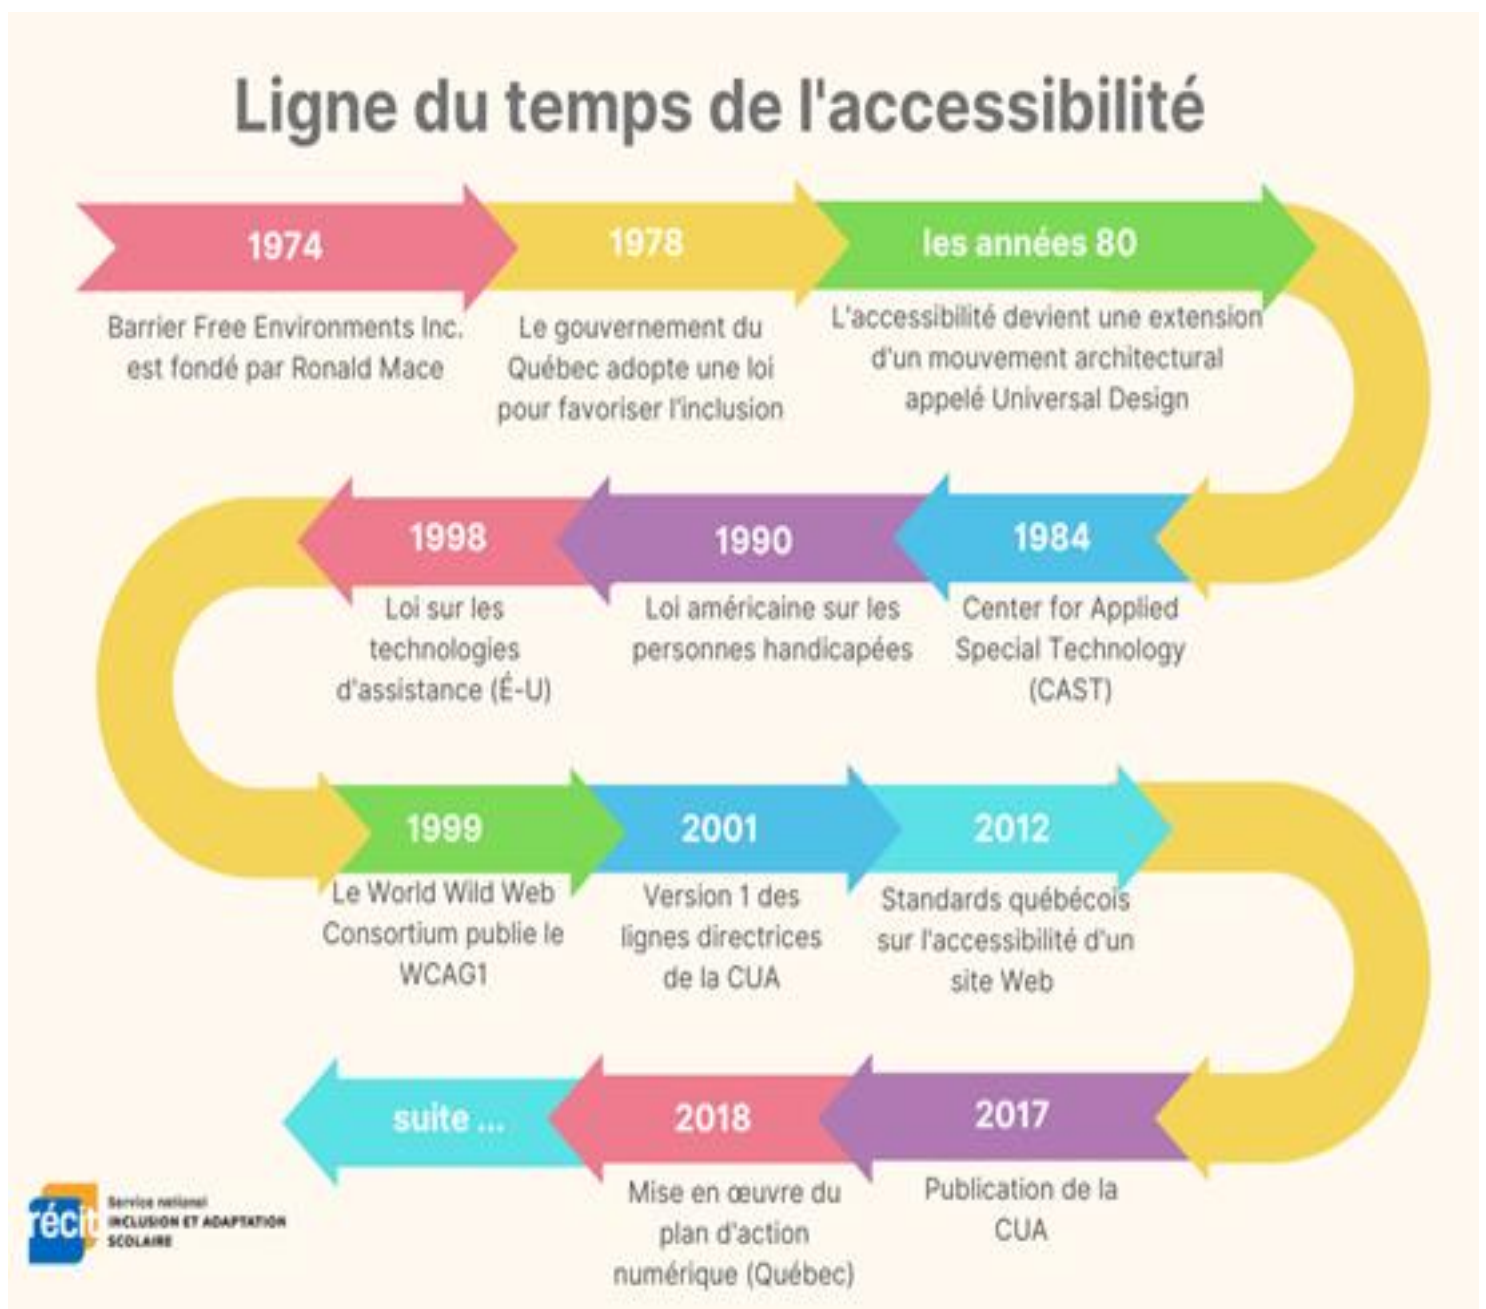 Ligne du temps de l'accessibilité
1974
Barrier Free Environments Inc.
est fondé par Ronald Mace
1978
Le gouvernement du
Québec adopte une loi
pour favoriser l'inclusion
les années 80
L'accessibilité devient une extension
d'un mouvement architectural
appelé Universal Design
1984
Center for Applied
Special Technology
(CAST)
1990
Loi américaine sur les
personnes handicapées
1998
Loi sur les
technologies
d'assistance (É-U)
1999
Le World Wild Web
Consortium publie le
WCAG1
2001
Version 1 des
lignes directrices
de la CUA
2012
Standards québécois
sur l'accessibilité d'un
site Web
2017
Publication de la
CUA
2018
Mise en œuvre du
plan d'action
numérique (Québec)
suite ...
récit
Service national
INCLUSION ET ADAPTATION
SCOLAIRE